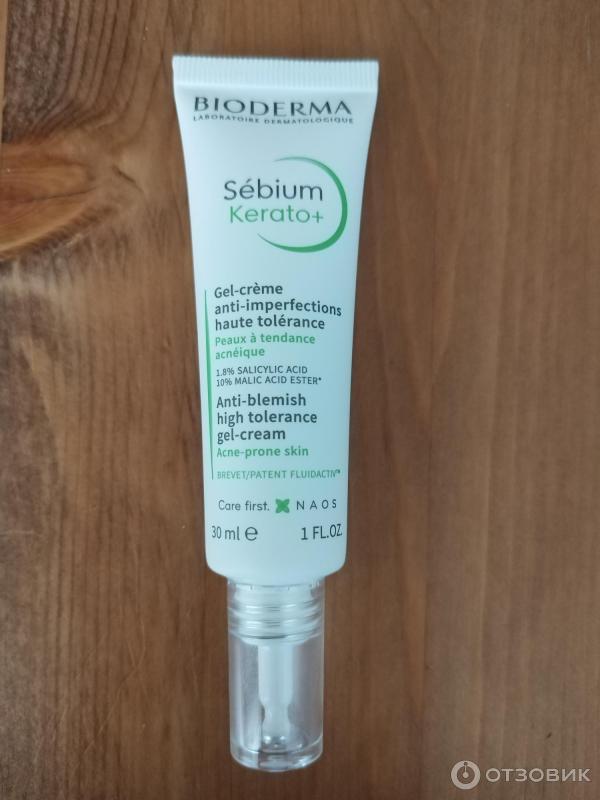 BIODERMA
LABORATOIRE DERMATOLOGIQUE
Sébium
Kerato+
Gel-crème
anti-imperfections
haute tolérance
Peaux à tendance
acnéique
1.8% SALICYLIC ACID
10% MALIC ACID ESTER*
Anti-blemish
high tolerance
gel-cream
Acne-prone skin
BREVET/PATENT FLUIDACTIV™
Care first. NAOS
30 ml e 1 FL.OZ.
ОТЗОВИК